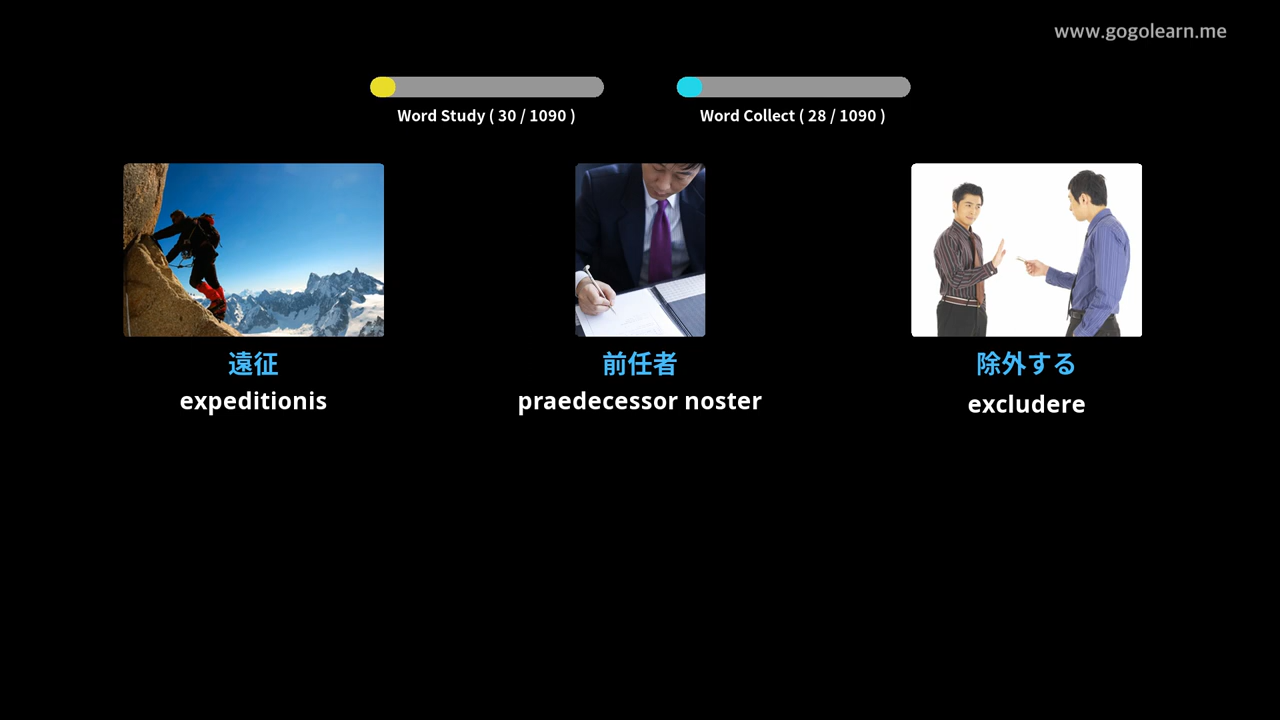 www.gogolearn.me
Word Study ( 30 / 1090 )
Word Collect ( 28 / 1090 )
遠征
expeditionis
前任者
praedecessor noster
除外する
excludere